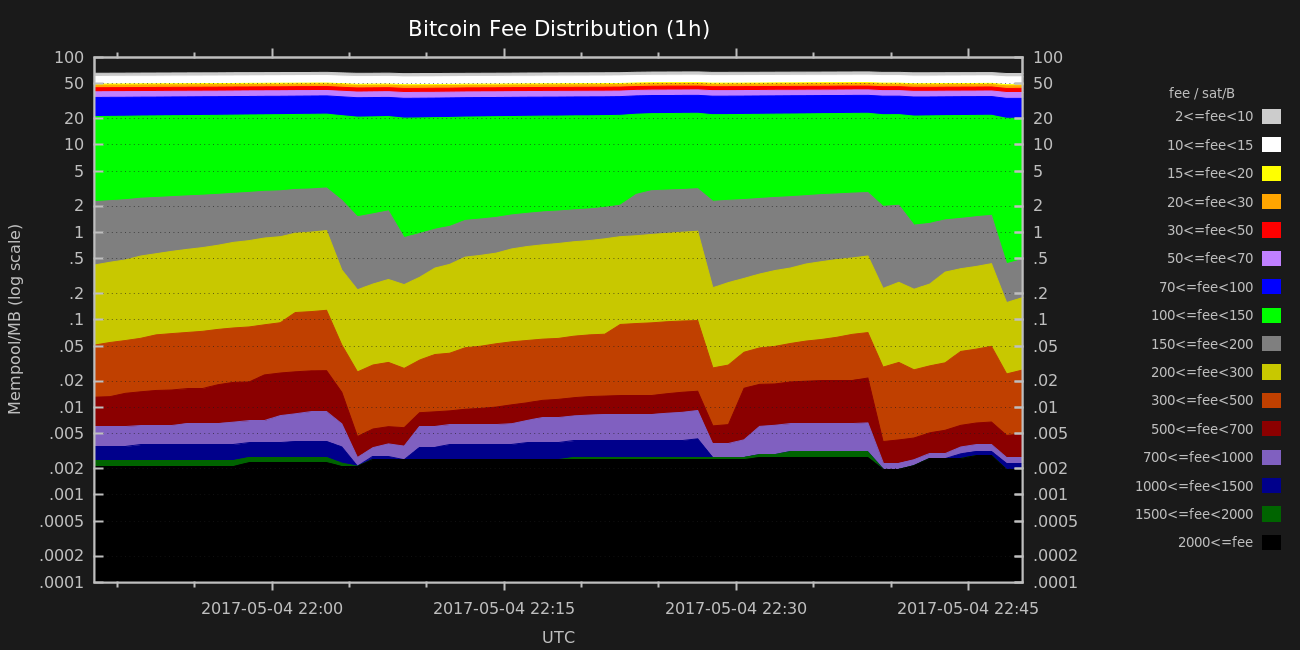 Bitcoin Fee Distribution (1h)
Mempool/MB (log scale)
100
50
20
10
5
2
1
.5
.2
.1
.05
.02
.01
.005
.002
.001
.0005
.0002
.0001
100
50
20
10
5
2
1
.5
.2
.1
.05
.02
.01
.005
.002
.001
.0005
.0002
.0001
2017-05-04 22:00
2017-05-04 22:15
2017-05-04 22:30
2017-05-04 22:45
UTC
fee / sat/B
2<=fee<10
10<=fee<15
15<=fee<20
20<=fee<30
30<=fee<50
50<=fee<70
70<=fee<100
100<=fee<150
150<=fee<200
200<=fee<300
300<=fee<500
500<=fee<700
700<=fee<1000
1000<=fee<1500
1500<=fee<2000
2000<=fee